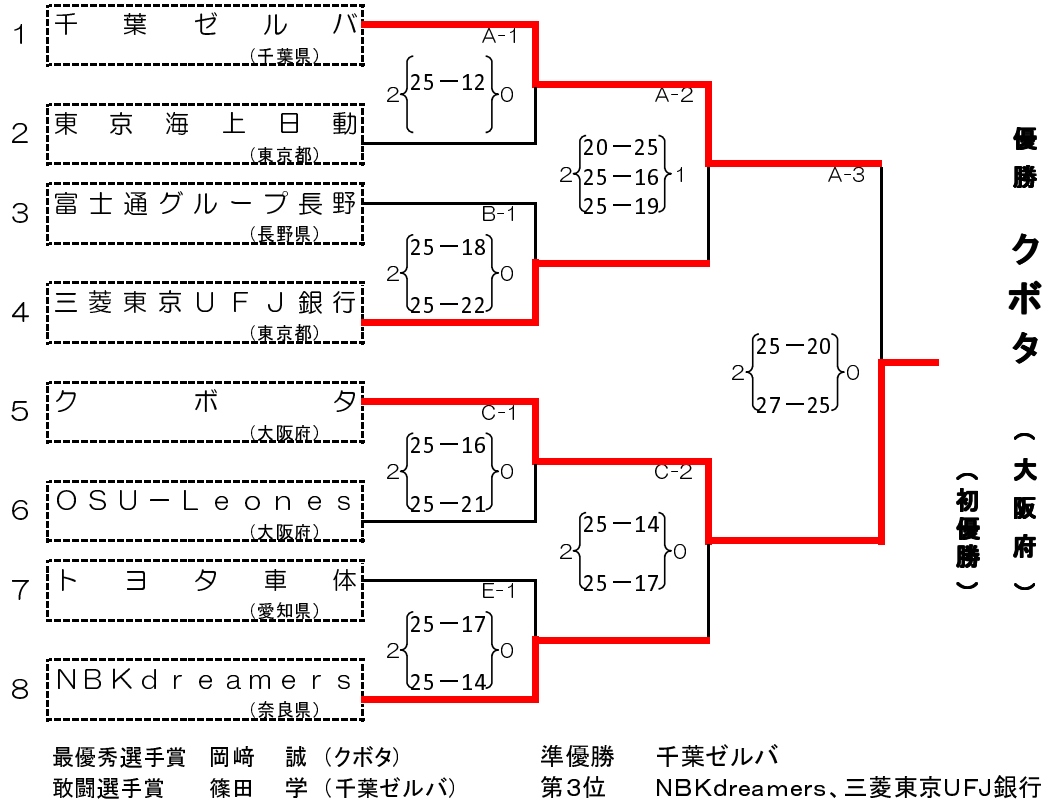 1 千葉ゼルバ
(千葉県)
A-1
2 25－12 0
2 東京海上日動
(東京都)
A-2
20－25
2 25－16 1
25－19
3 富士通グループ長野
(長野県)
B-1
25－18
2 0
25－22
4 三菱東京UFJ銀行
(東京都)
A-3
25－20
2 0
27－25
5 クボタ
(大阪府)
C-1
25－16
2 0
25－21
6 OSU－Leones
(大阪府)
C-2
25－14
2 0
25－17
7 トヨタ車体
(愛知県)
E-1
25－17
2 0
25－14
8 NBKdreamers
(奈良県)
優勝 クボタ (大阪府)
(初優勝)
最優秀選手賞 岡﨑 誠 (クボタ)
敢闘選手賞 篠田 学 (千葉ゼルバ)
準優勝 千葉ゼルバ
第3位 NBKdreamers、三菱東京UFJ銀行